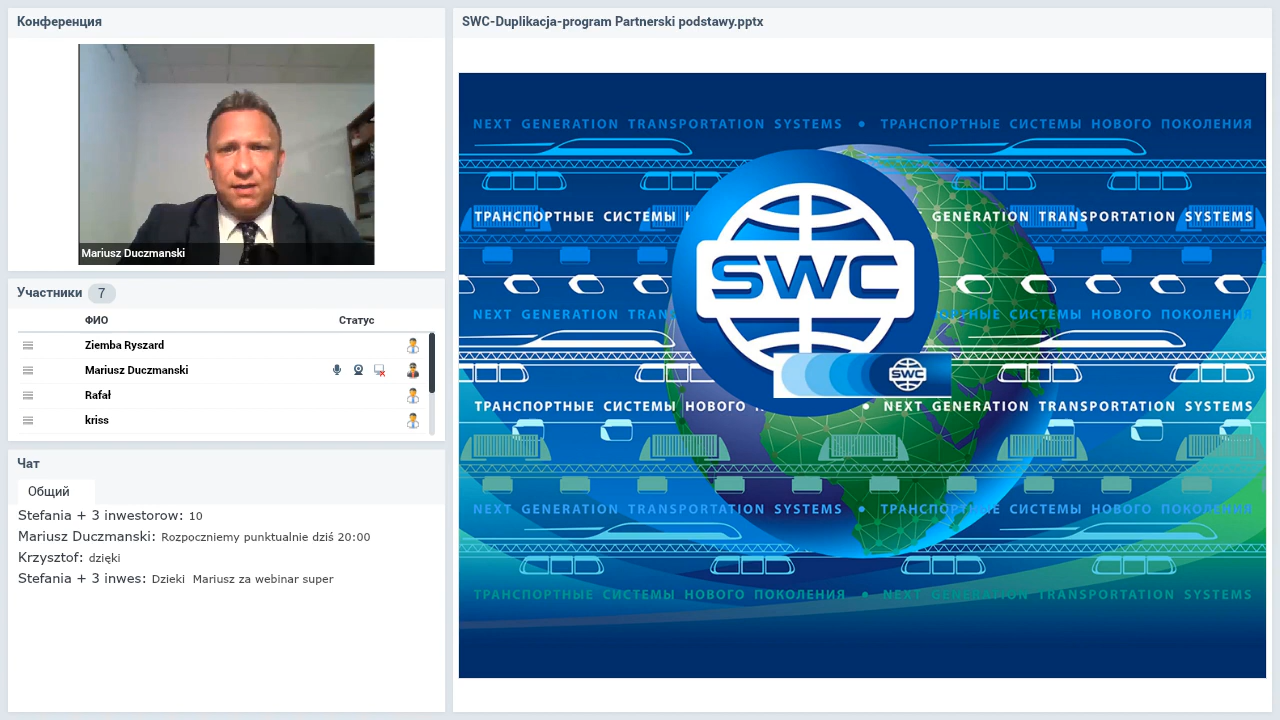 Конференция
Mariusz Duczmanski
Участники 7
ФИО Статус
Ziemba Ryszard
Mariusz Duczmanski
Rafał
kriss
Чат
Общий
Stefania + 3 inwestorow: 10
Mariusz Duczmanski: Rozpoczniemy punktualnie dziś 20:00
Krzysztof: dzięki
Stefania + 3 inwes: Dzieki Mariusz za webinar super
SWC-Duplikacja-program Partnerski podstawy.pptx
NEXT GENERATION TRANSPORTATION SYSTEMS • ТРАНСПОРТНЫЕ СИСТЕМЫ НОВОГО ПОКОЛЕНИЯ
ТРАНСПОРТНЫЕ СИСТЕМЫ GENERATION TRANSPORTATION SYSTEMS
SWC
NEXT GENERATION TRANSPORTATION СИСТЕМЫ НОВОГО ПОКОЛЕНИЯ
SWC
ТРАНСПОРТНЫЕ СИСТЕМЫ НОВОГО • NEXT GENERATION TRANSPORTATION SYSTEMS
NEXT GENERATION TRANSPORTATION SYSTEMS • ТРАНСПОРТНЫЕ СИСТЕМЫ НОВОГО ПОКОЛЕНИЯ
ТРАНСПОРТНЫЕ СИСТЕМЫ НОВОГО ПОКОЛЕНИЯ • NEXT GENERATION TRANSPORTATION SYSTEMS